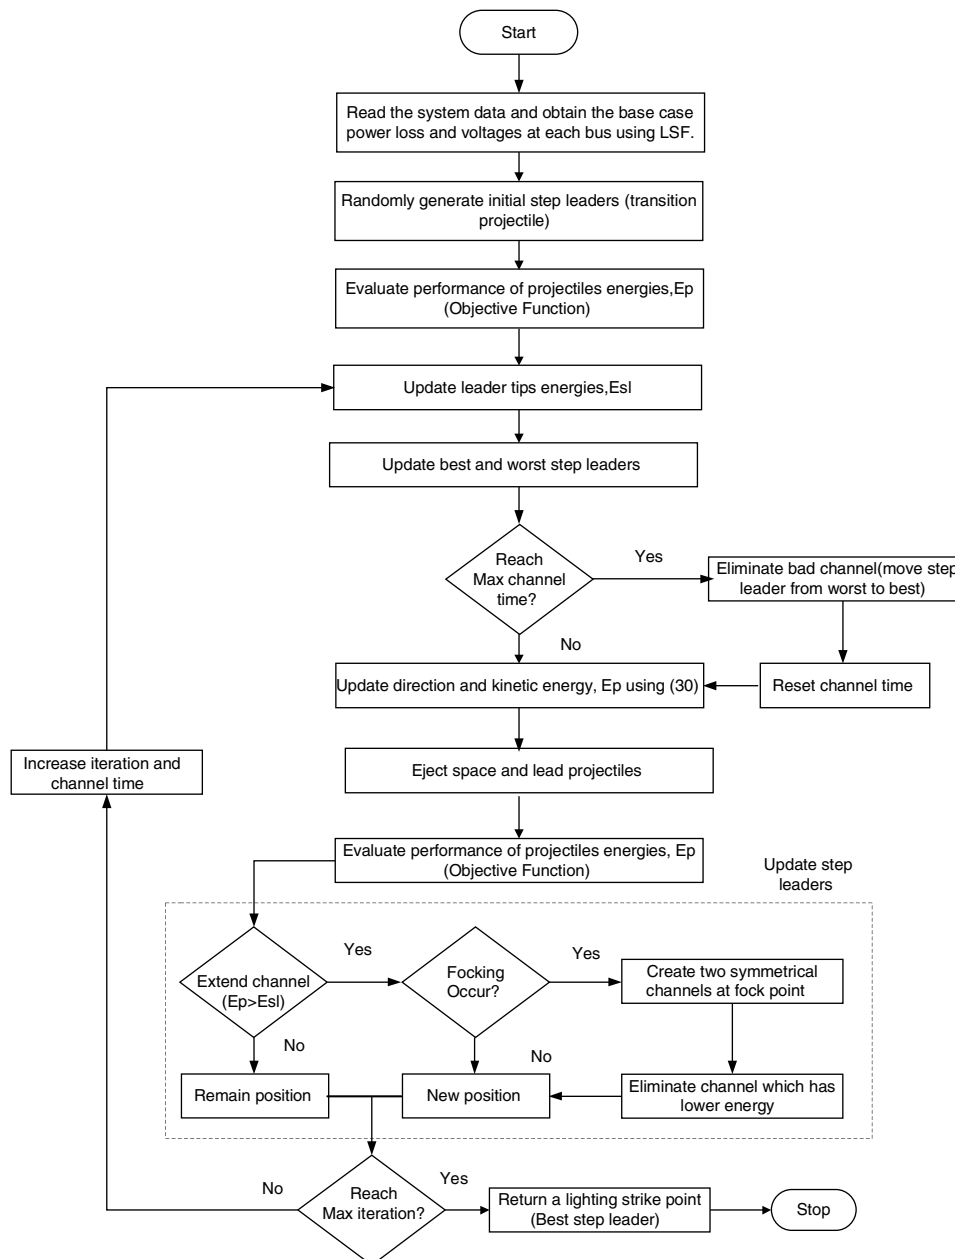 Start
Read the system data and obtain the base case
power loss and voltages at each bus using LSF.
Randomly generate initial step leaders (transition
projectile)
Evaluate performance of projectiles energies,Ep
(Objective Function)
Update leader tips energies,Esl
Update best and worst step leaders
Reach
Max channel
time?
Yes
Eliminate bad channel(move step
leader from worst to best)
No
Update direction and kinetic energy, Ep using (30)
Reset channel time
Increase iteration and
channel time
Eject space and lead projectiles
Evaluate performance of projectiles energies, Ep
(Objective Function)
Update step
leaders
Extend channel
(Ep>Esl)
Yes
Focking
Occur?
Yes
Create two symmetrical
channels at fock point
No
No
Remain position
New position
Eliminate channel which has
lower energy
No
Reach
Max iteration?
Yes
Return a lighting strike point
(Best step leader)
Stop